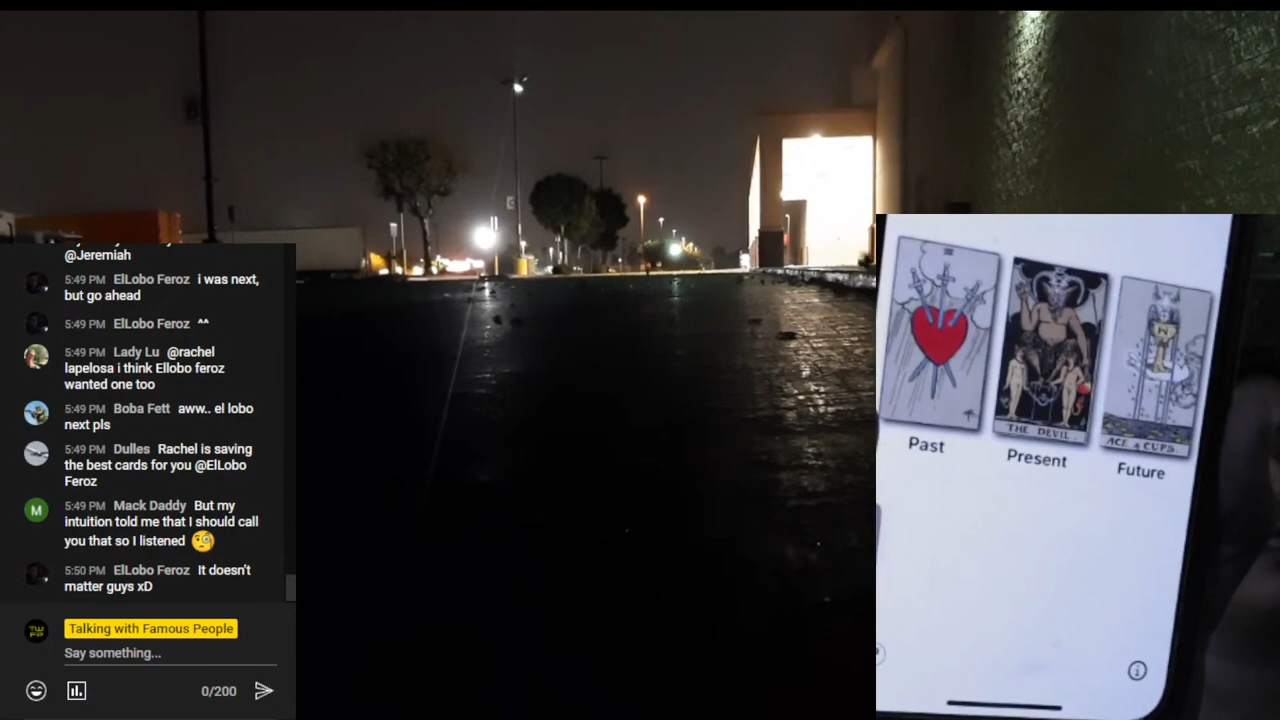 @Jeremiah
5:49 PM ElLobo Feroz i was next,
but go ahead
5:49 PM ElLobo Feroz ^^
5:49 PM Lady Lu @rachel
lapelosa i think Ellobo feroz
wanted one too
5:49 PM Boba Fett aww.. el lobo
next pls
5:49 PM Dulles Rachel is saving
the best cards for you @ElLobo
Feroz
M 5:49 PM Mack Daddy But my
intuition told me that I should call
you that so I listened
5:50 PM ElLobo Feroz It doesn't
matter guys xD
TW
FP
Talking with Famous People
Say something...
0/200
III
THE DEVIL.
ACE of CUPS.
Past
Present
Future